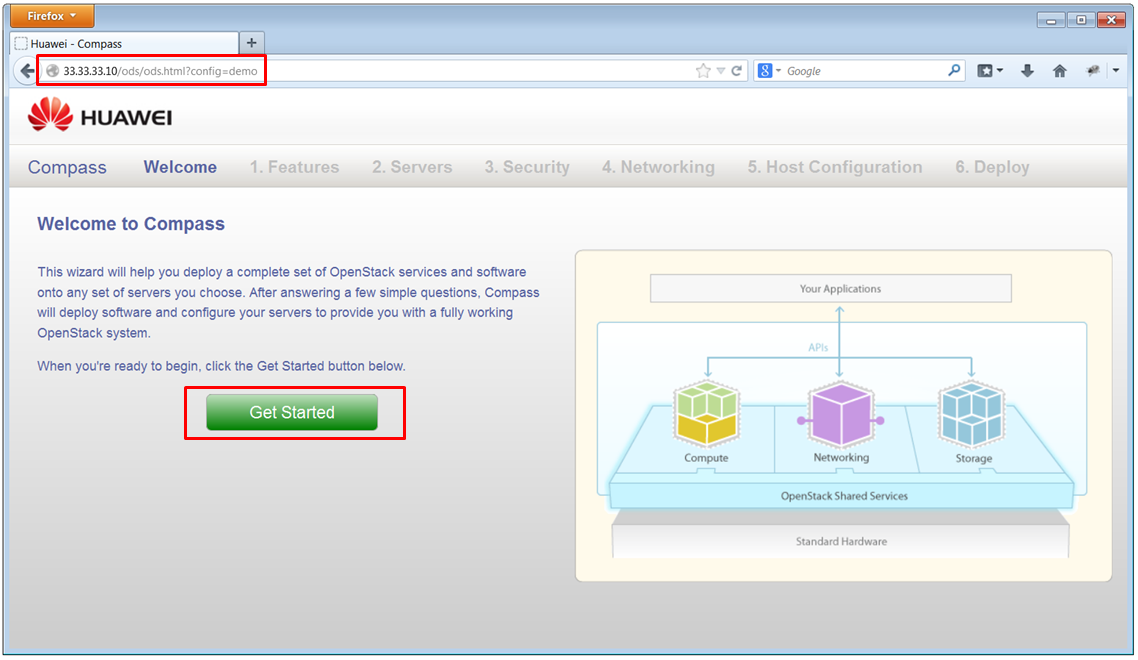 Firefox
Huawei - Compass
33.33.33.10/ods/ods.html?config=demo
Google
HUAWEI
Compass Welcome 1. Features 2. Servers 3. Security 4. Networking 5. Host Configuration 6. Deploy
Welcome to Compass
This wizard will help you deploy a complete set of OpenStack services and software
onto any set of servers you choose. After answering a few simple questions, Compass
will deploy software and configure your servers to provide you with a fully working
OpenStack system.
When you're ready to begin, click the Get Started button below.
Get Started
Your Applications
APIs
Compute Networking Storage
OpenStack Shared Services
Standard Hardware